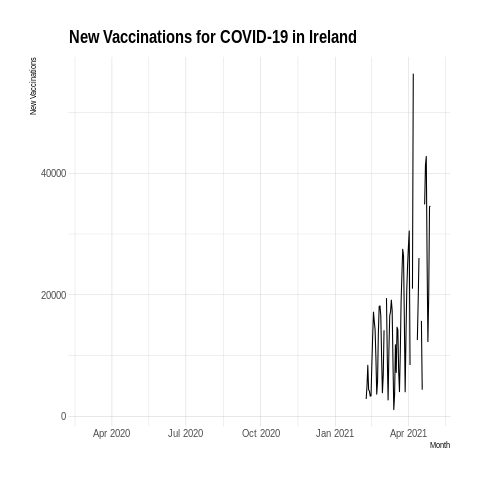 New Vaccinations for COVID-19 in Ireland
New Vaccinations
40000
20000
0
Apr 2020 Jul 2020 Oct 2020 Jan 2021 Apr 2021
Month